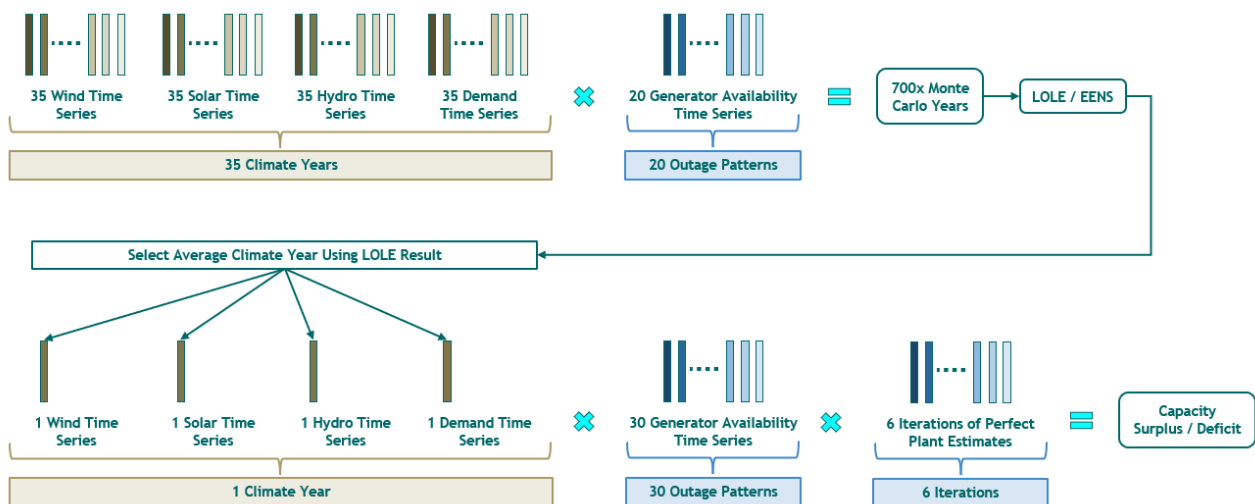 35 Wind Time
Series
35 Solar Time
Series
35 Hydro Time
Series
35 Demand
Time Series
20 Generator Availability
Time Series
700x Monte
Carlo Years
LOLE / EENS
35 Climate Years
20 Outage Patterns
Select Average Climate Year Using LOLE Result
1 Wind Time
Series
1 Solar Time
Series
1 Hydro Time
Series
1 Demand Time
Series
30 Generator Availability
Time Series
6 Iterations of Perfect
Plant Estimates
Capacity
Surplus / Deficit
1 Climate Year
30 Outage Patterns
6 Iterations